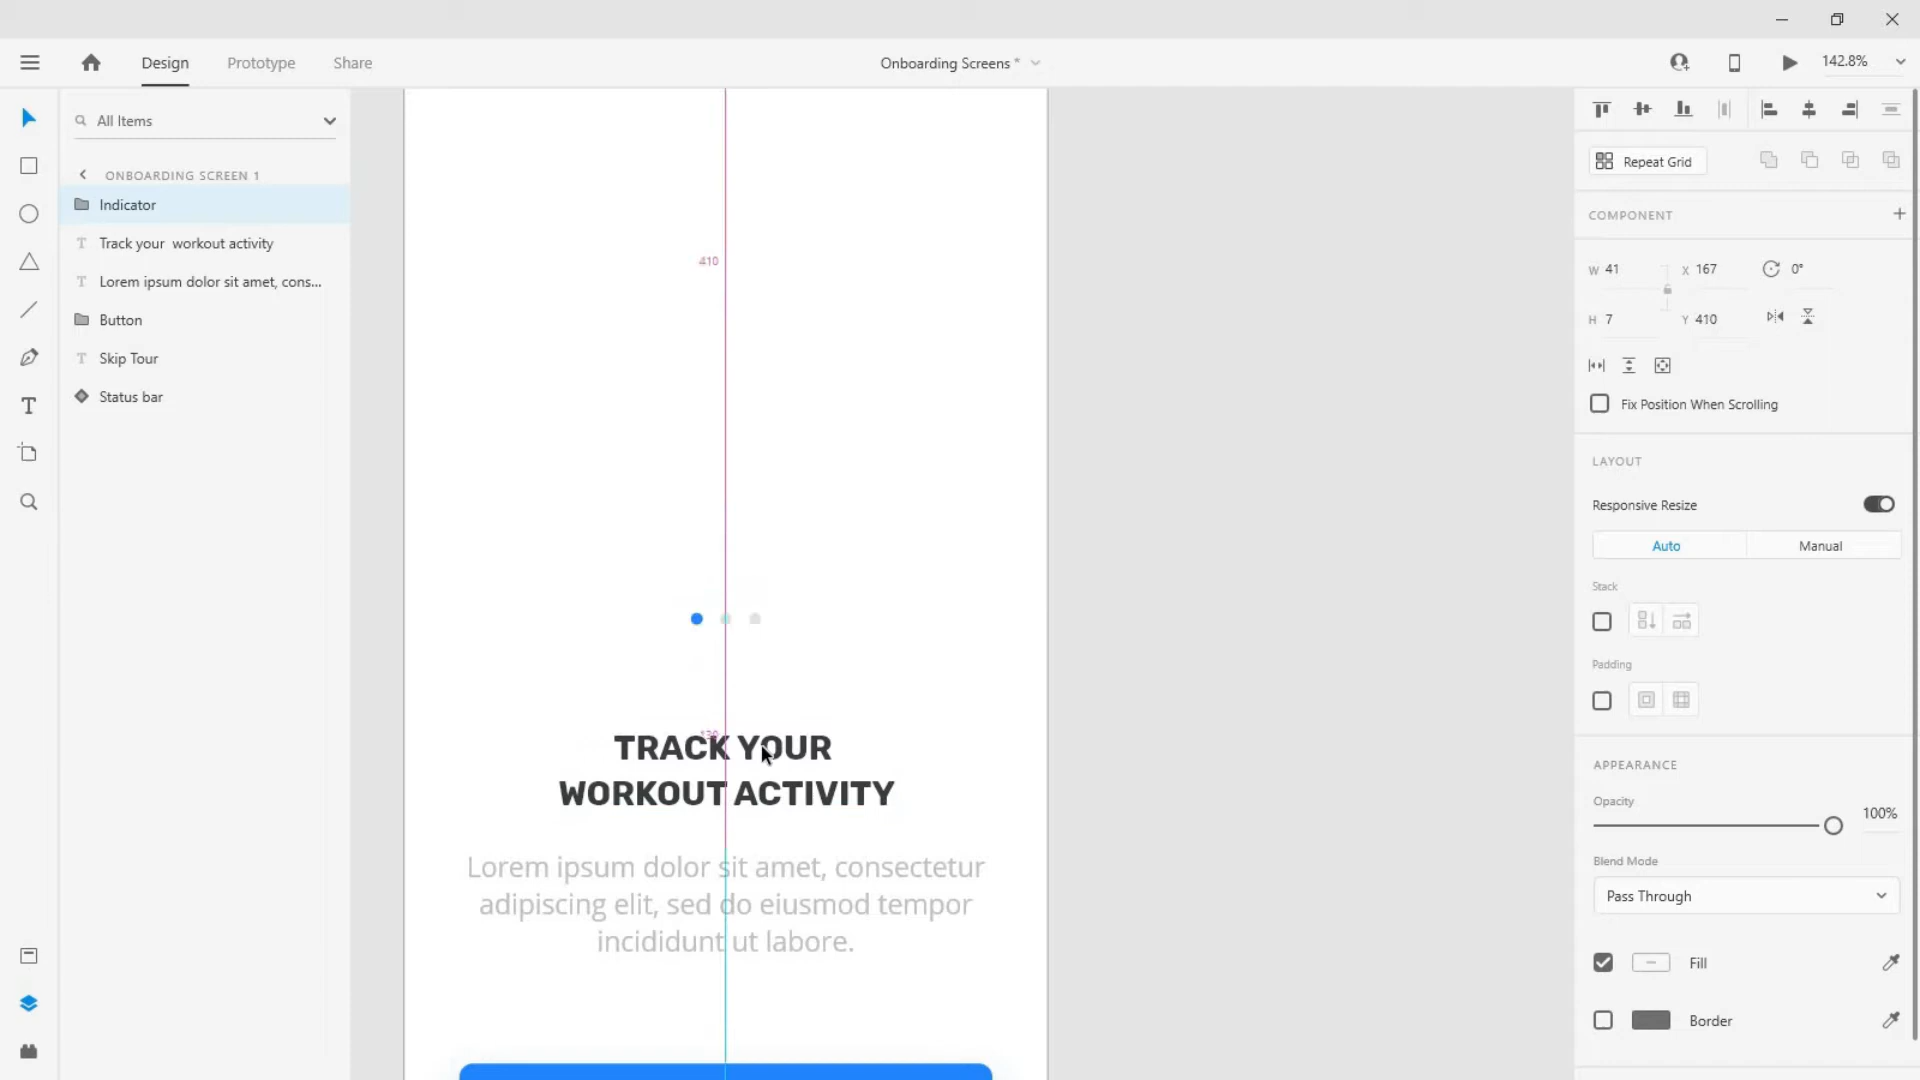 Design
Prototype
Share
Onboarding Screens *
142.8%
All Items
ONBOARDING SCREEN 1
Indicator
Track your  workout activity
Lorem ipsum dolor sit amet, cons...
Button
Skip Tour
Status bar
410
130
TRACK YOUR
WORKOUT ACTIVITY
Lorem ipsum dolor sit amet, consectetur
adipiscing elit, sed do eiusmod tempor
incididunt ut labore.
Repeat Grid
COMPONENT
W 41
X 167
0°
H 7
Y 410
Fix Position When Scrolling
LAYOUT
Responsive Resize
Auto
Manual
Stack
Padding
APPEARANCE
Opacity
100%
Blend Mode
Pass Through
Fill
Border